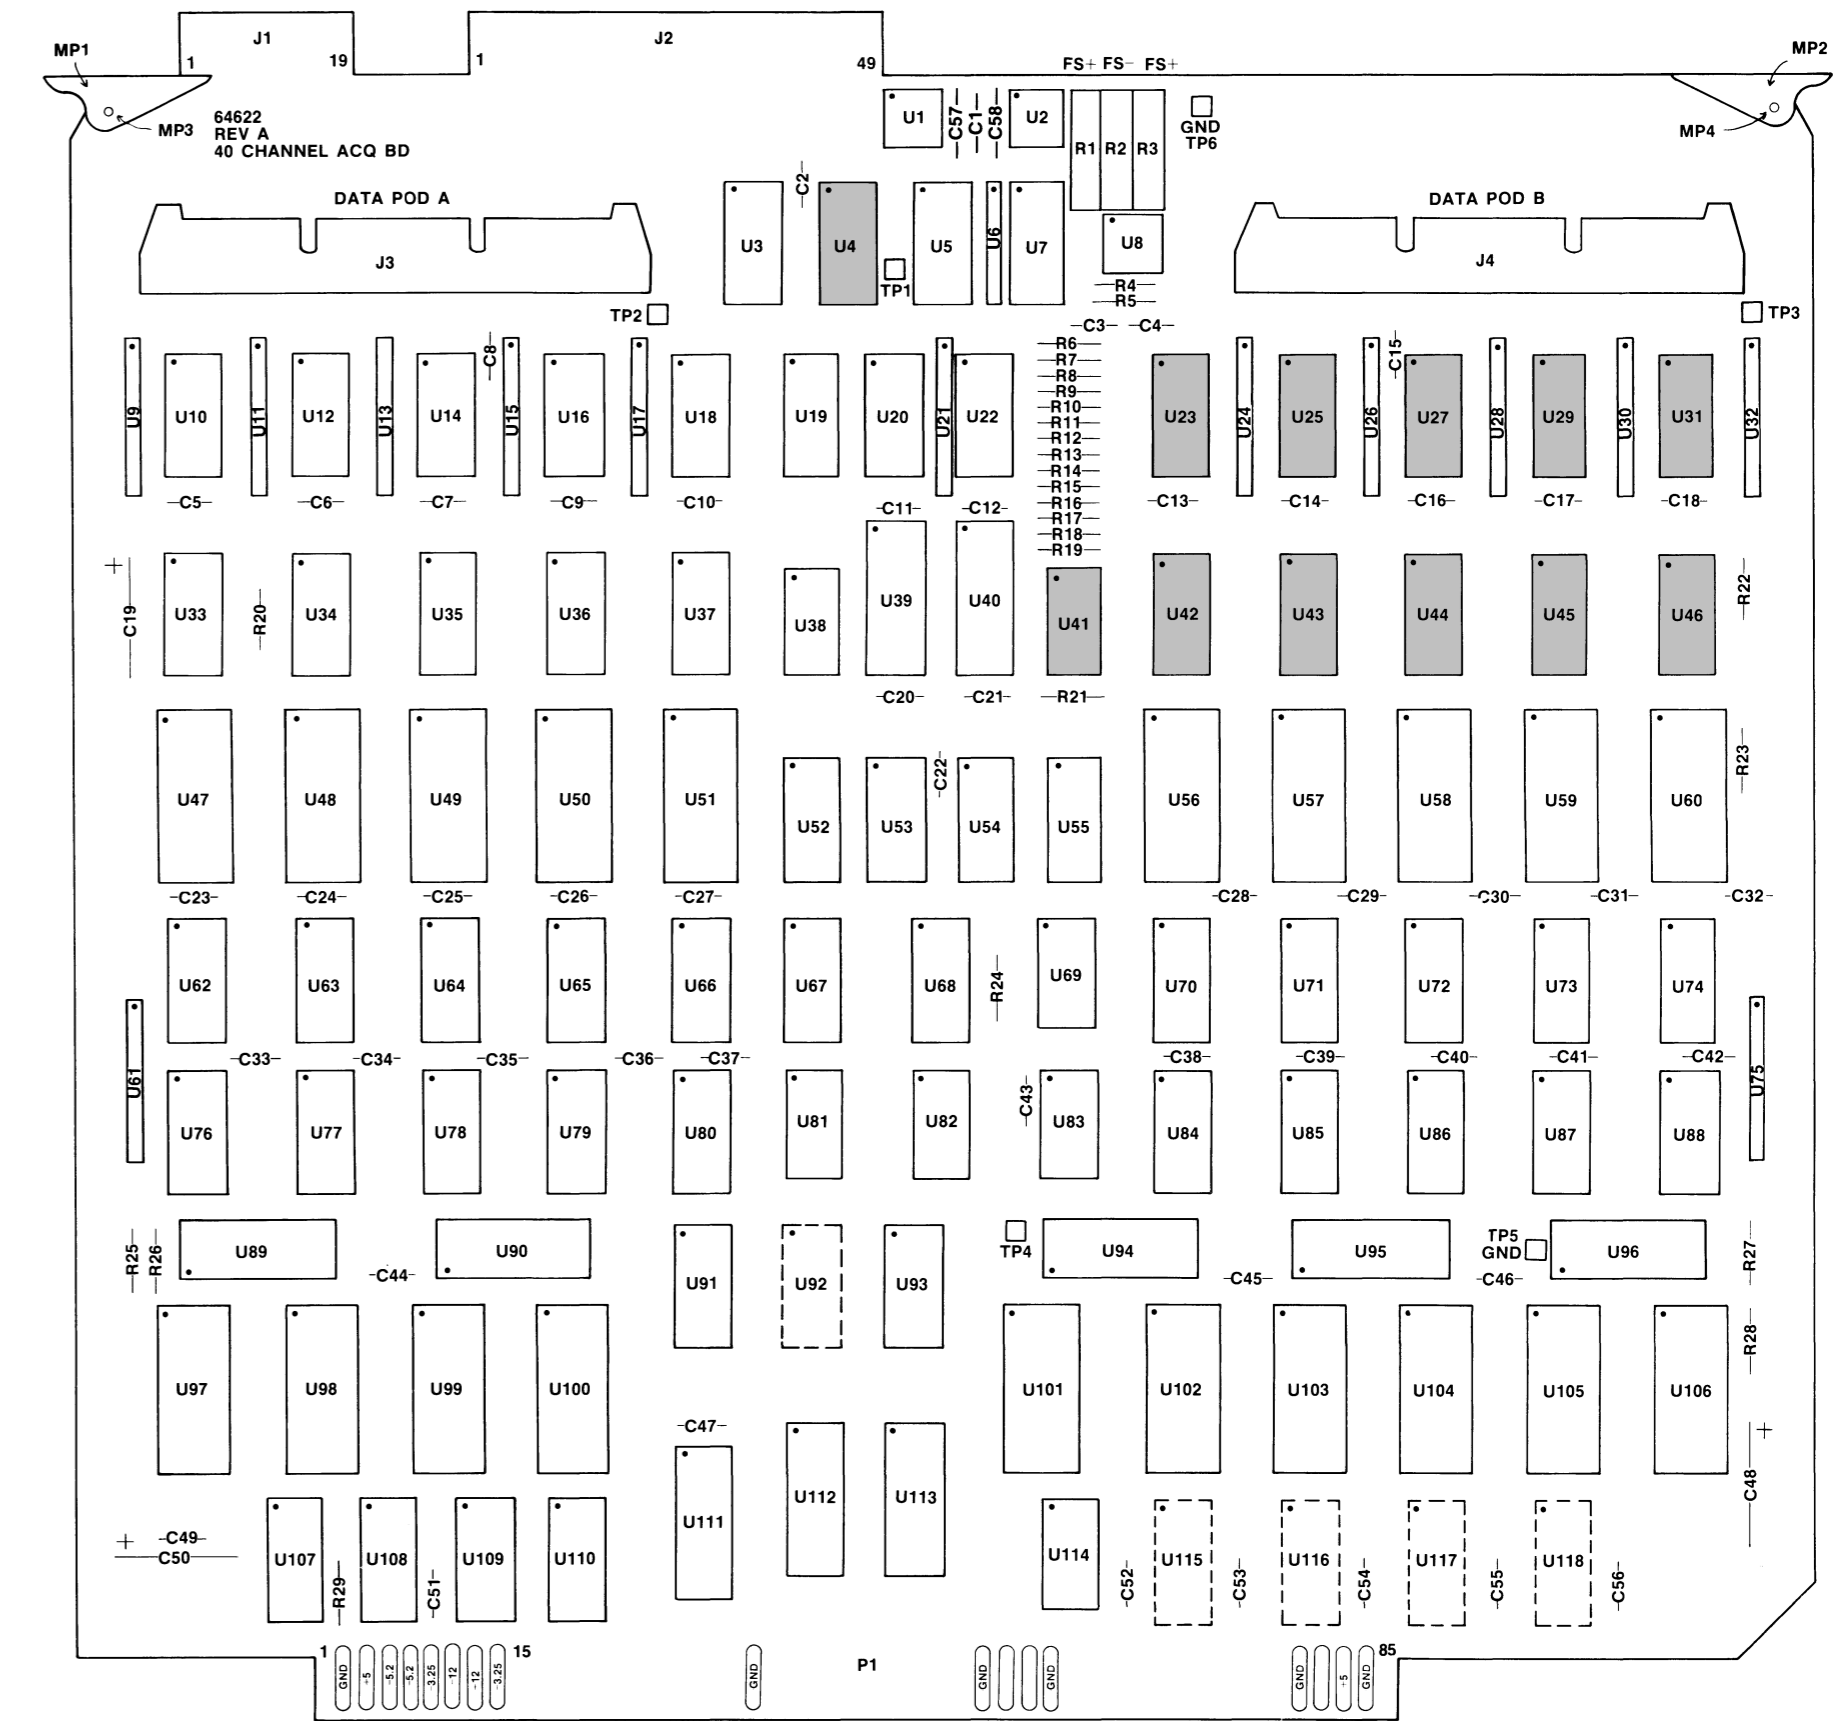 J1 J2
MP1 MP2
1 19 1 49 FS+ FS- FS+
MP3 MP4
64622
REV A
40 CHANNEL ACQ BD
U1 C57 C1 C58 U2 R1 R2 R3 GND
TP6
C2
DATA POD A DATA POD B
U3 U4 U5 U6 U7 U8
J3 J4
TP1
R4
R5
TP2 TP3
C3 C4
R6
R7
R8
R9
R10
R11
R12
R13
R14
R15
R16
R17
R18
R19
C8 C15
U9 U10 U11 U12 U13 U14 U15 U16 U17 U18 U19 U20 U21 U22 U23 U24 U25 U26 U27 U28 U29 U30 U31 U32
C5 C6 C7 C9 C10 C11 C12 C13 C14 C16 C17 C18
C19 U33 R20 U34 U35 U36 U37 U38 U39 U40 U41 U42 U43 U44 U45 U46 R22
+
C20 C21 R21
U47 U48 U49 U50 U51 U52 U53 C22 U54 U55 U56 U57 U58 U59 U60 R23
C23 C24 C25 C26 C27 C28 C29 C30 C31 C32
U62 U63 U64 U65 U66 U67 U68 R24 U69 U70 U71 U72 U73 U74
C33 C34 C35 C36 C37 C38 C39 C40 C41 C42
U61 U76 U77 U78 U79 U80 U81 U82 C43 U83 U84 U85 U86 U87 U88 U75
R25 R26 U89 C44 U90 U91 U92 U93 TP4 U94 C45 U95 C46 TP5
GND U96 R27
U97 U98 U99 U100 U101 U102 U103 U104 U105 U106 R28
C47 + C48
+ C49
C50
U107 R29 U108 C51 U109 U110 U111 U112 U113 U114 C52 U115 C53 U116 C54 U117 C55 U118 C56
1 15 P1 85
GND +5 -5.2 -5.2 -3.25 -12 -12 -3.25 GND GND GND GND +5 GND